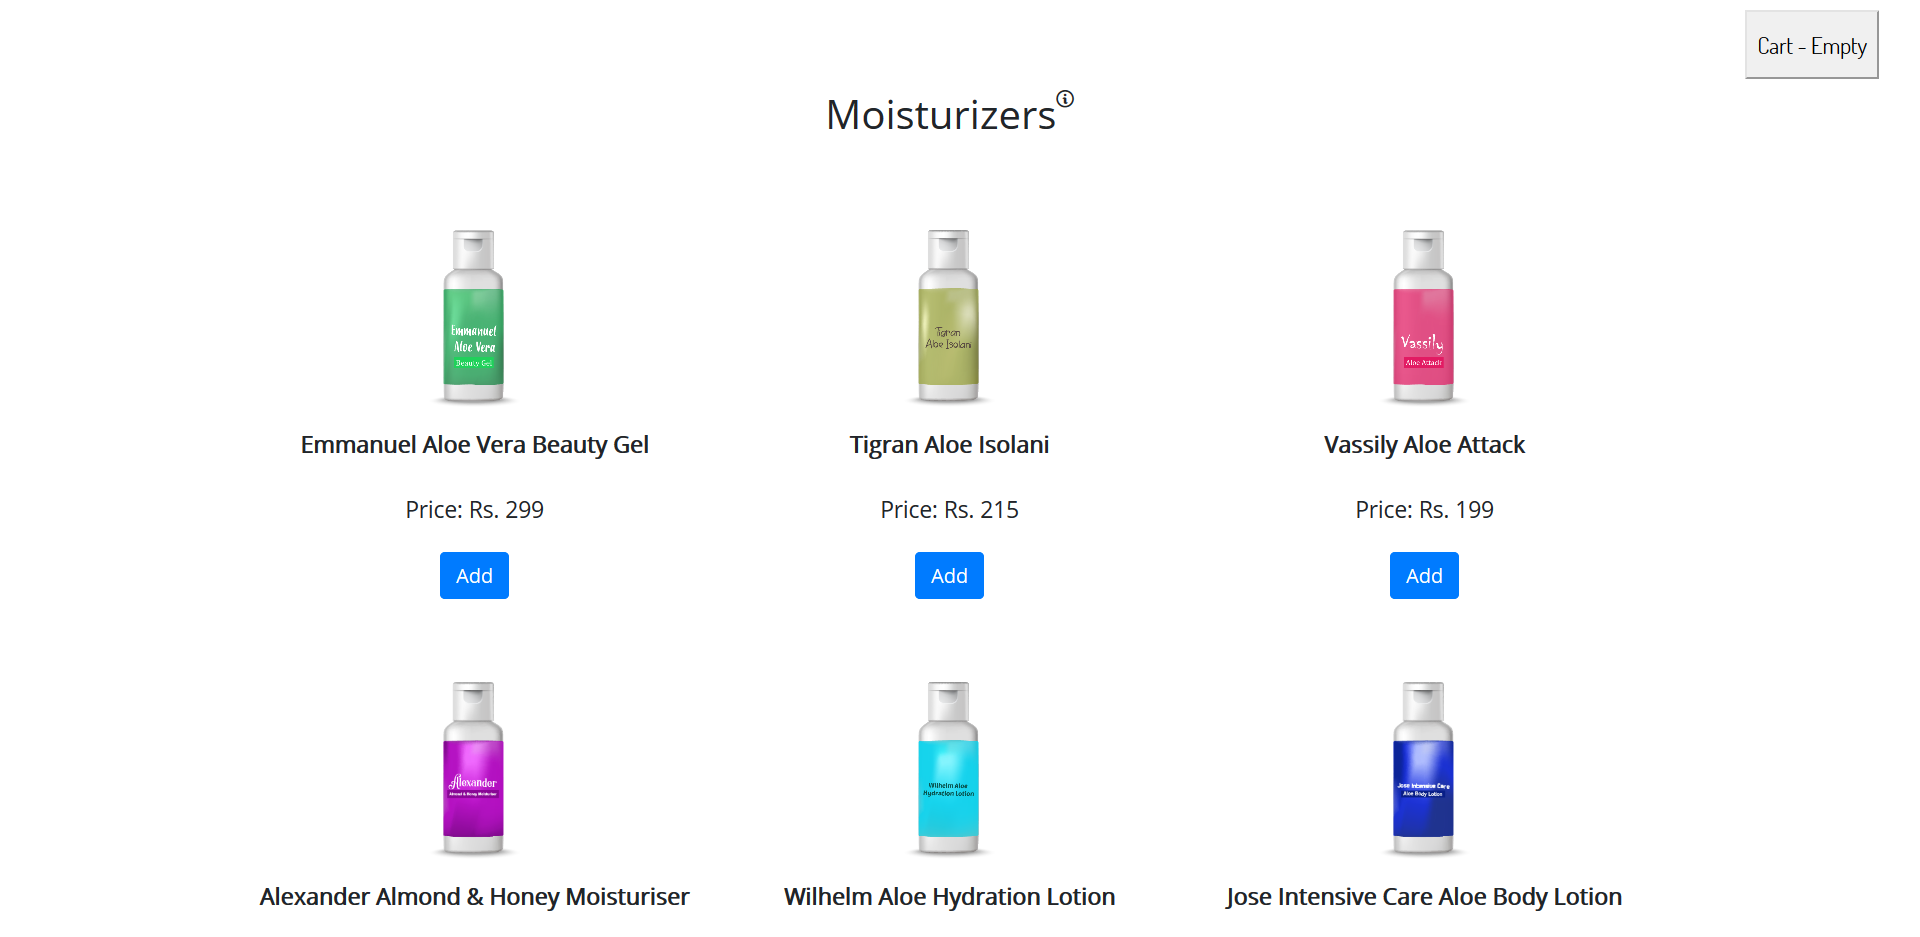 Cart - Empty
Moisturizers
Emmanuel
Aloe Vera
Beauty Gel
Tigran
Aloe Isolani
Vassily
Aloe Attack
Emmanuel Aloe Vera Beauty Gel
Tigran Aloe Isolani
Vassily Aloe Attack
Price: Rs. 299
Price: Rs. 215
Price: Rs. 199
Add
Add
Add
Alexander
Almond & Honey Moisturiser
Wilhelm Aloe
Hydration Lotion
Jose Intensive Care
Aloe Body Lotion
Alexander Almond & Honey Moisturiser
Wilhelm Aloe Hydration Lotion
Jose Intensive Care Aloe Body Lotion